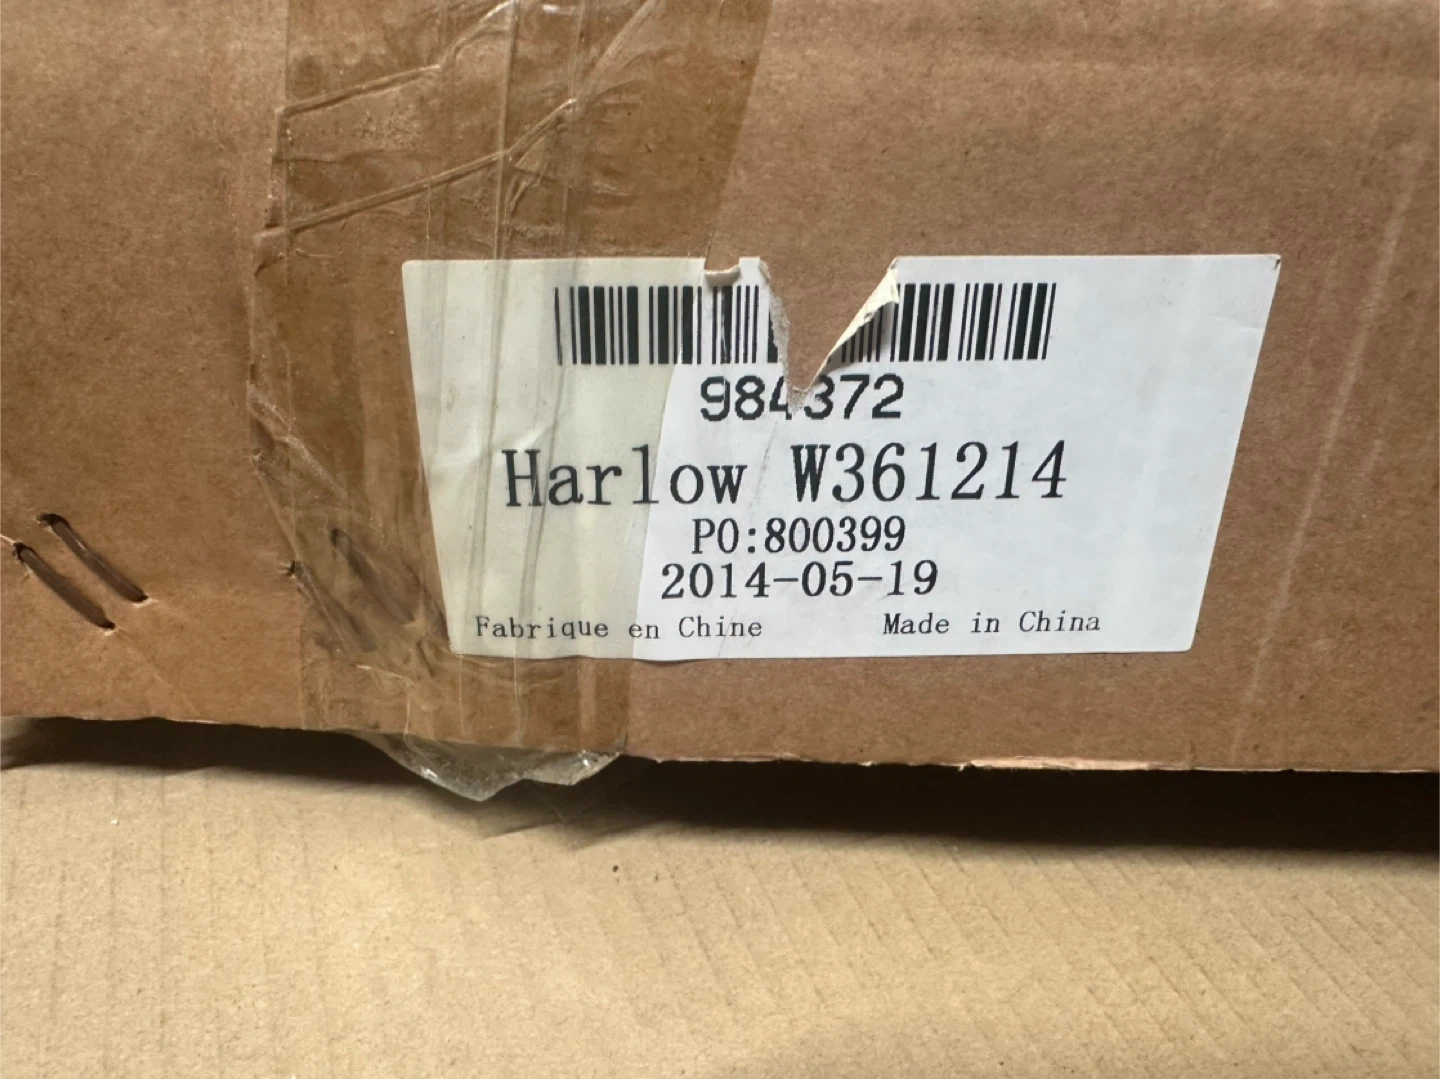 984372
Harlow W361214
PO:800399
2014-05-19
Fabrique en Chine Made in China